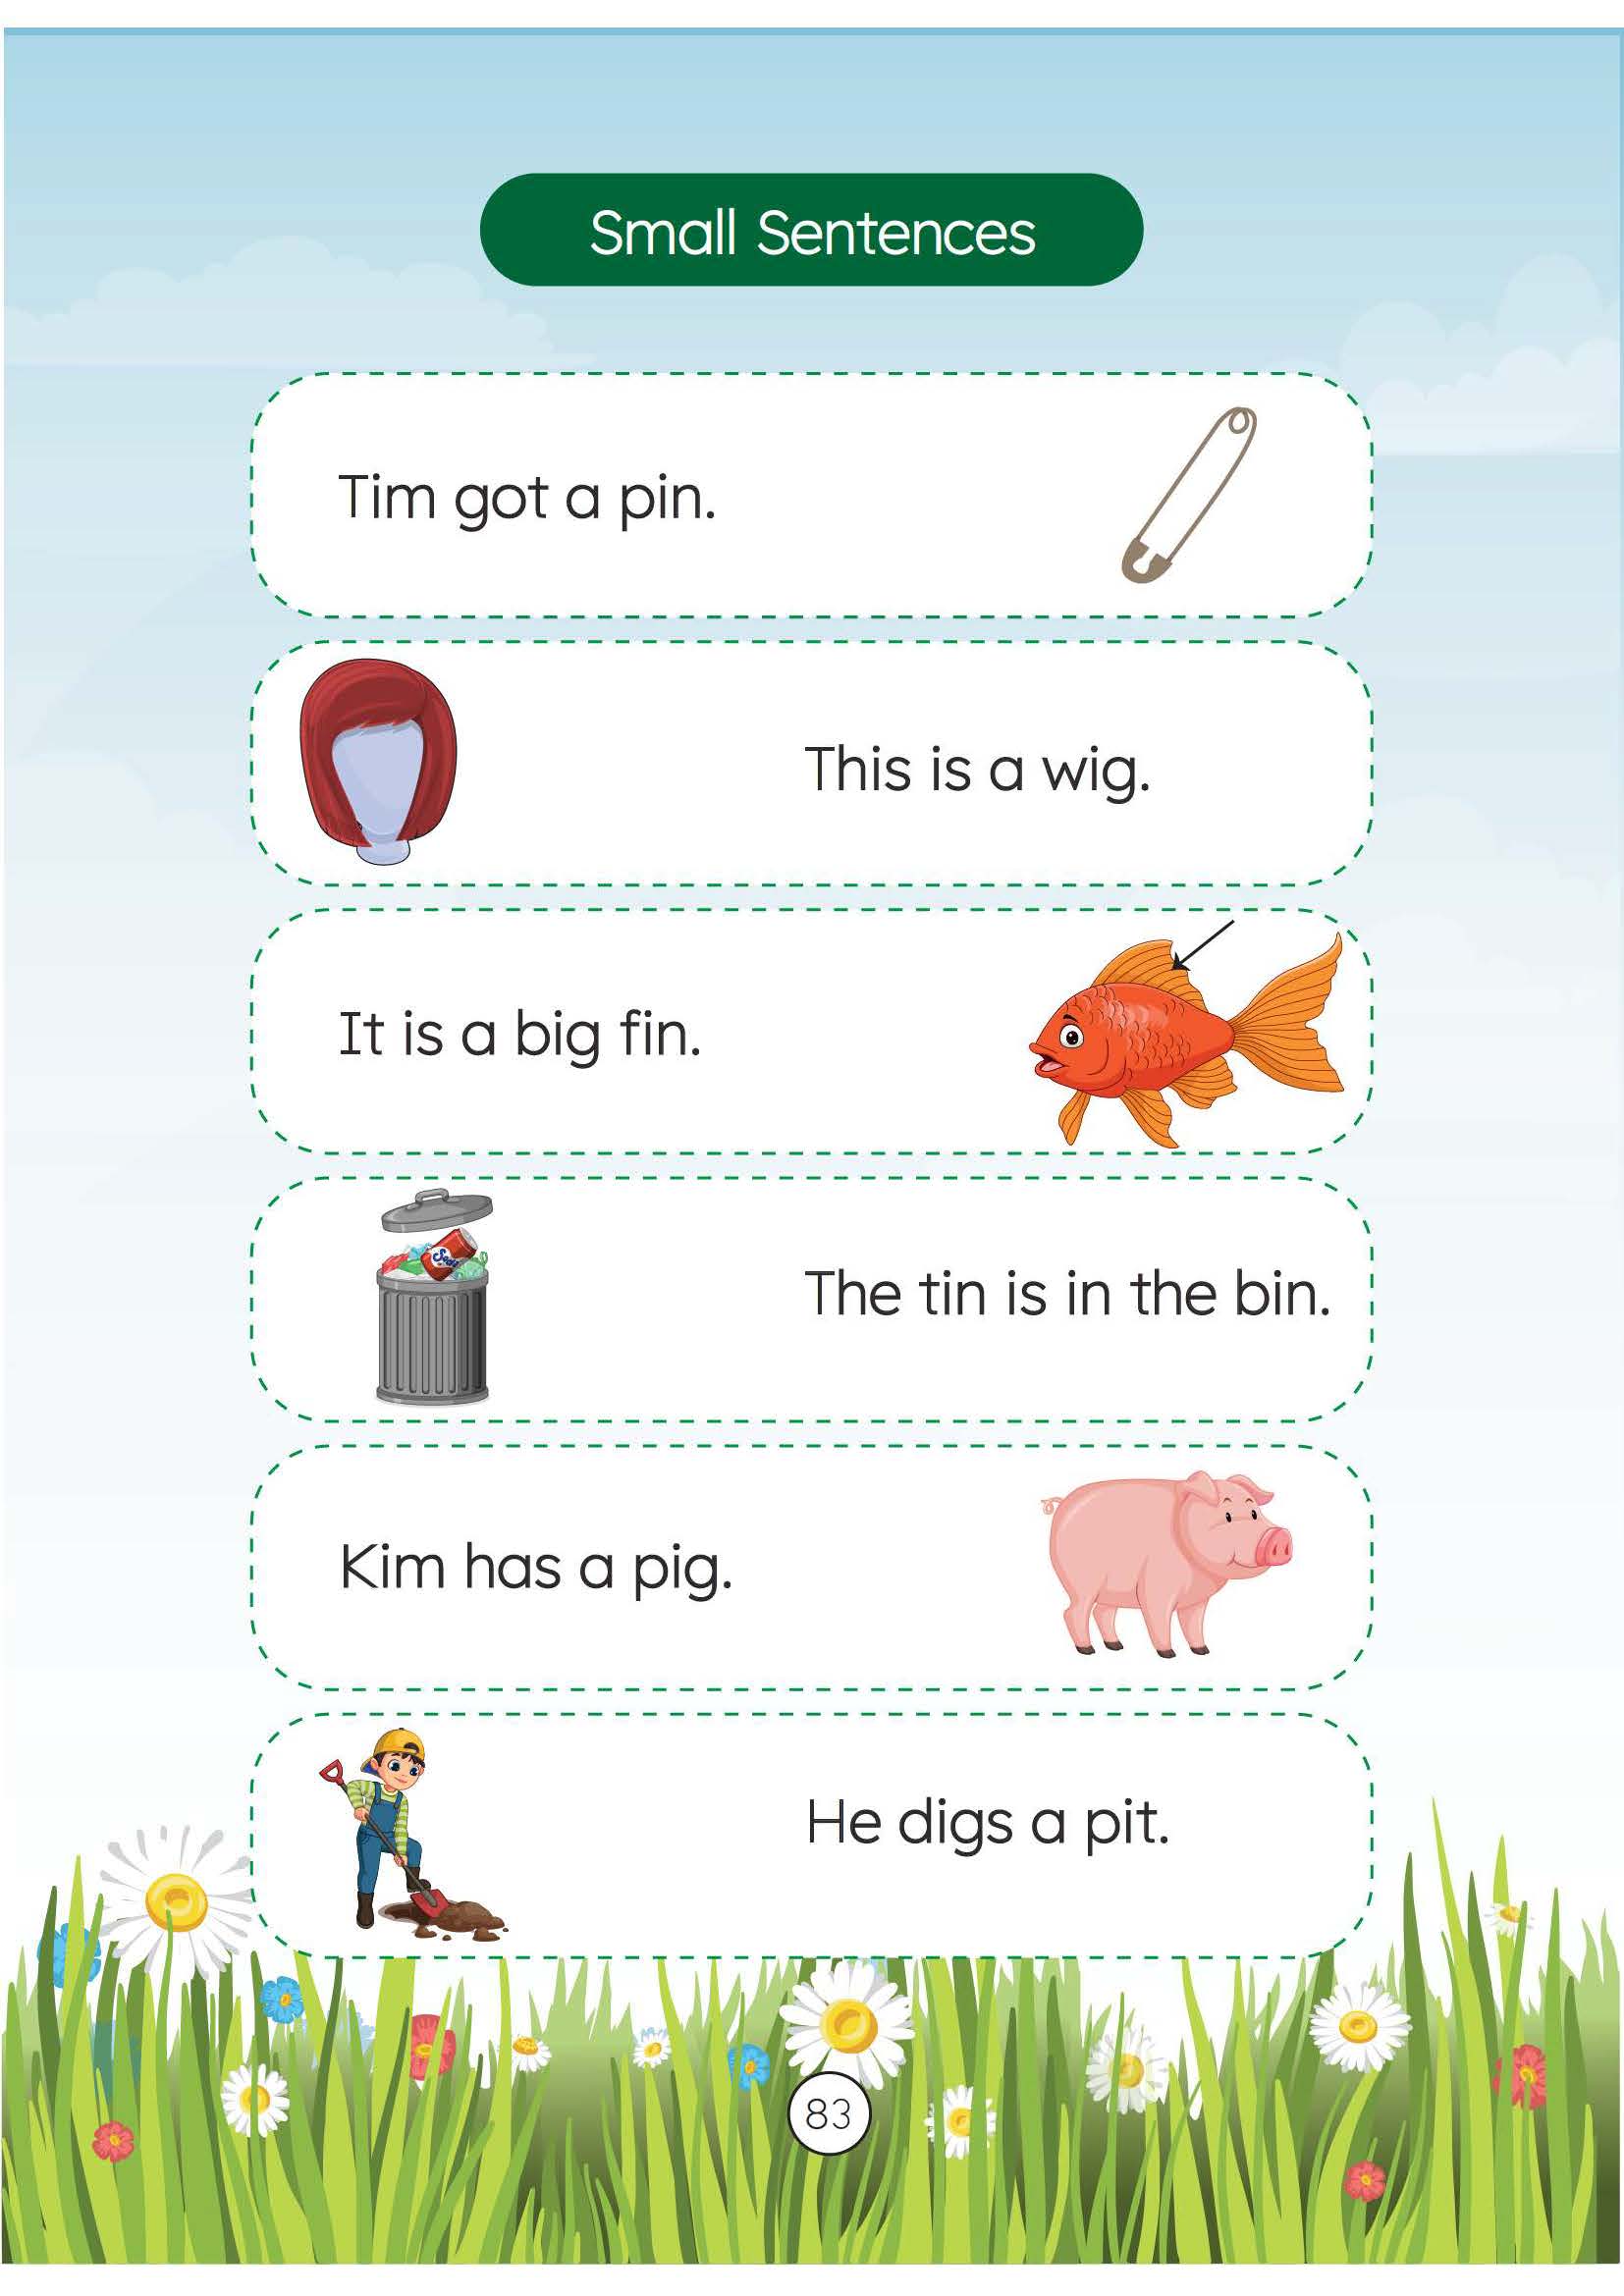 Small Sentences
Tim got a pin.
This is a wig.
It is a big fin.
Soda
The tin is in the bin.
Kim has a pig.
He digs a pit.
83